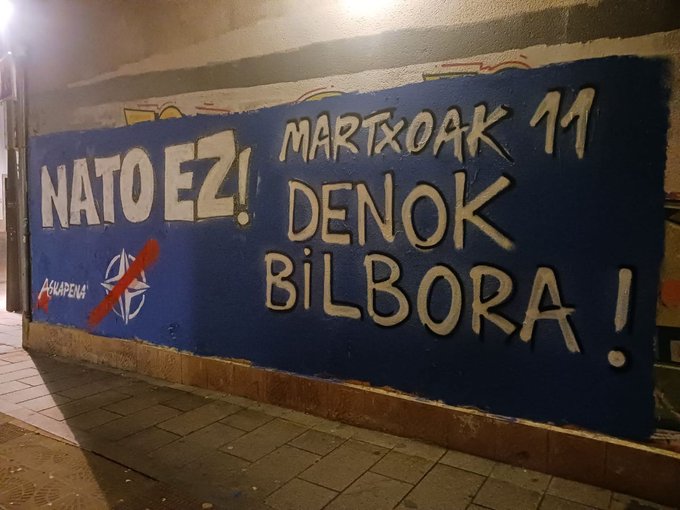 NATO EZ!
ASKAPENA
MARTXOAK 11
DENOK
BILBORA!